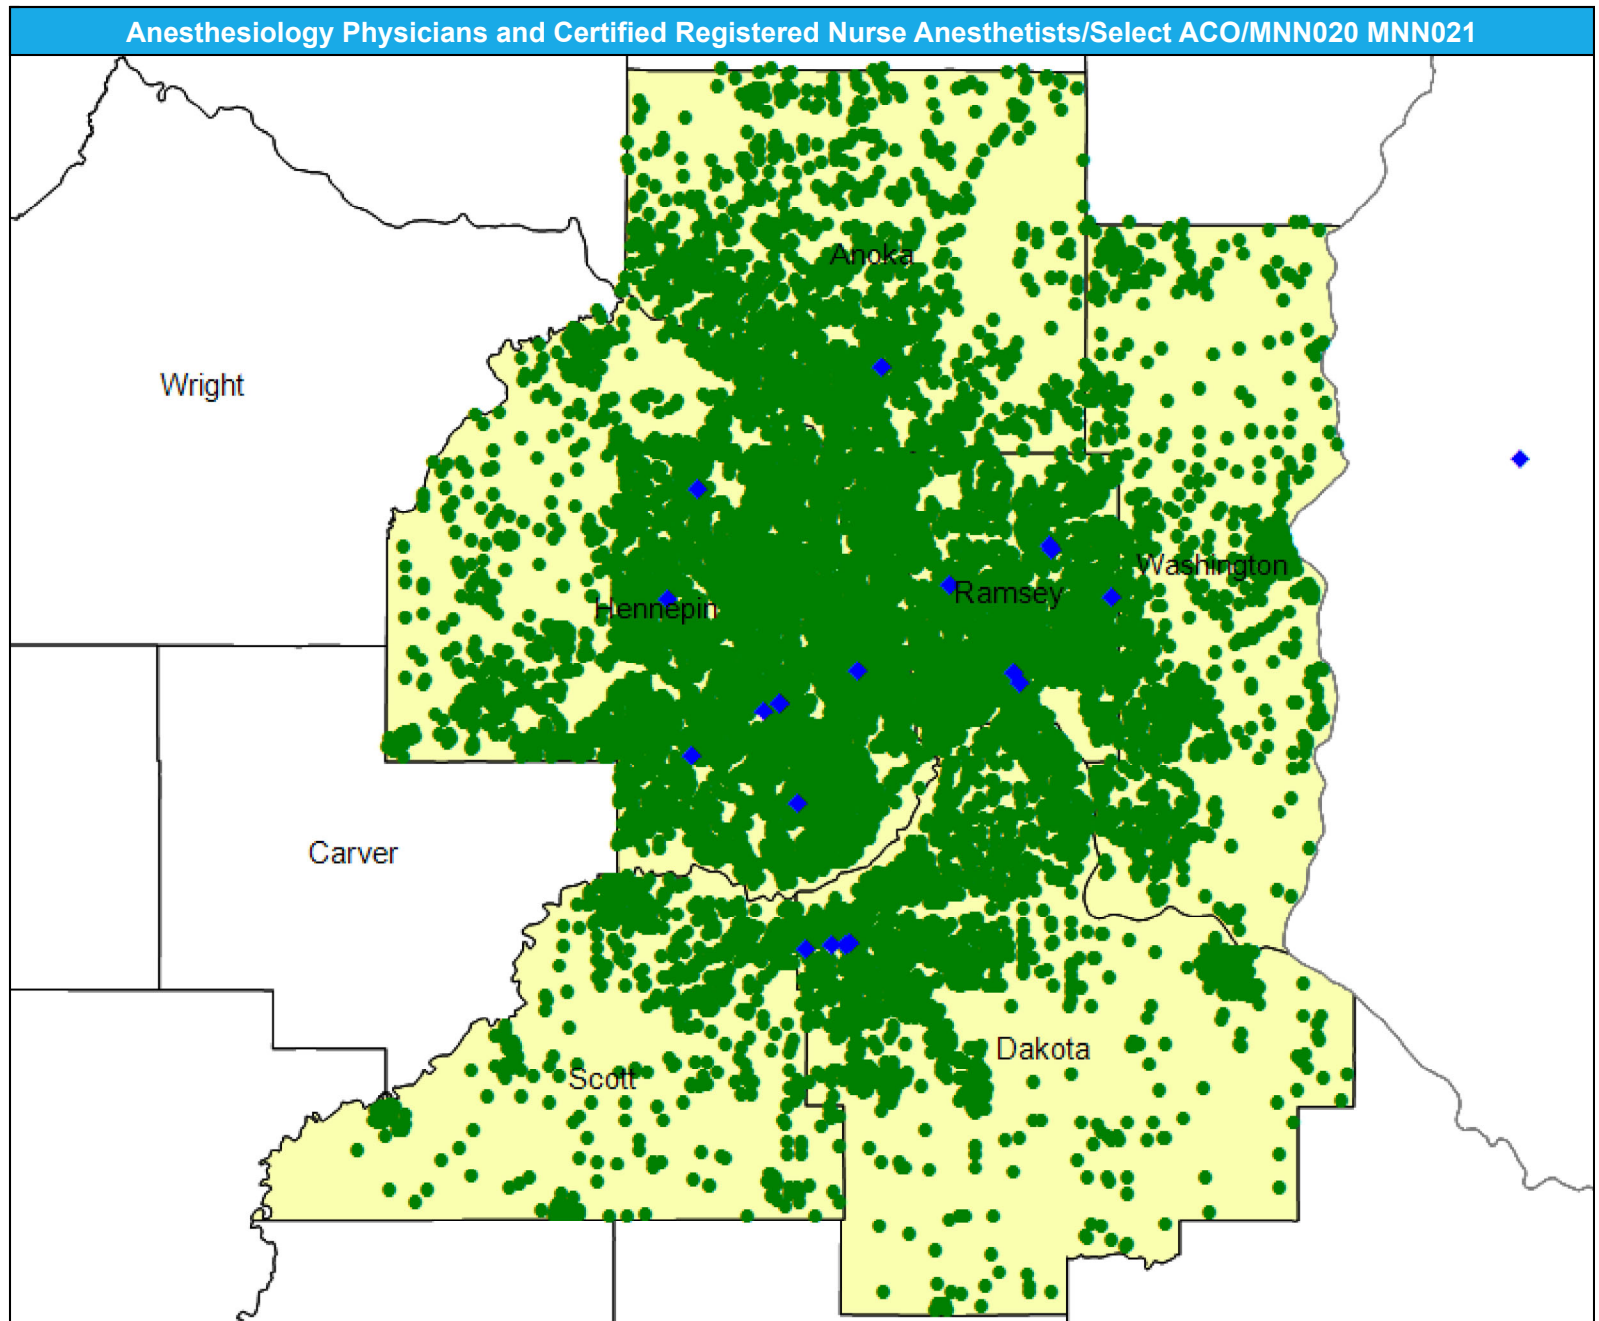 Anesthesiology Physicians and Certified Registered Nurse Anesthetists/Select ACO/MNN020 MNN021
Anoka
Wright
Washington
Ramsey
Hennepin
Carver
Dakota
Scott